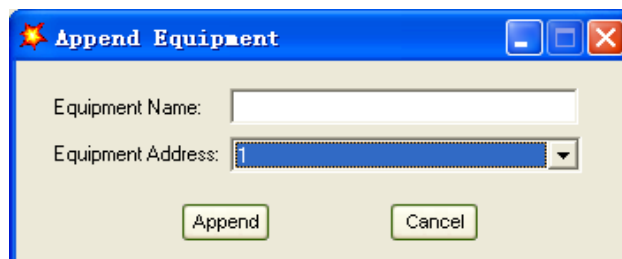 Append Equipment
Equipment Name:
Equipment Address: 1
Append Cancel